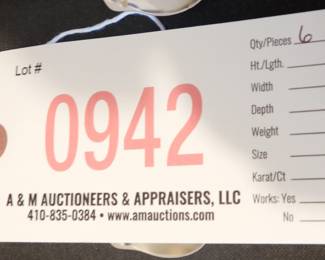 Lot #
0942
A & M AUCTIONEERS & APPRAISERS, LLC
410-835-0384 • www.amauctions.com
Qty/Pieces 6
Ht./Lgth.
Width
Depth
Weight
Size
Karat/Ct
Works: Yes
No